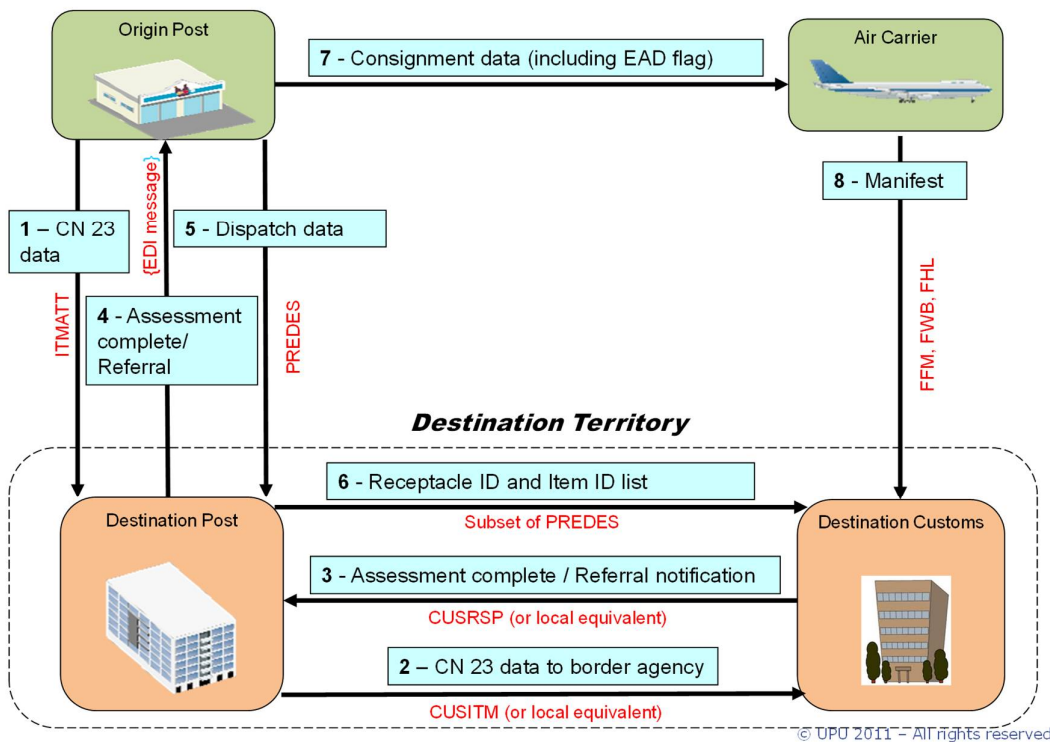 Origin Post
Air Carrier
7 - Consignment data (including EAD flag)
8 - Manifest
{EDI message}
1 – CN 23
data
5 - Dispatch data
4 - Assessment
complete/
Referral
ITMATT
PREDES
FFM, FWB, FHL
Destination Territory
6 - Receptacle ID and Item ID list
Subset of PREDES
Destination Post
Destination Customs
3 - Assessment complete / Referral notification
CUSRSP (or local equivalent)
2 – CN 23 data to border agency
CUSITM (or local equivalent)
© UPU 2011 – All rights reserved